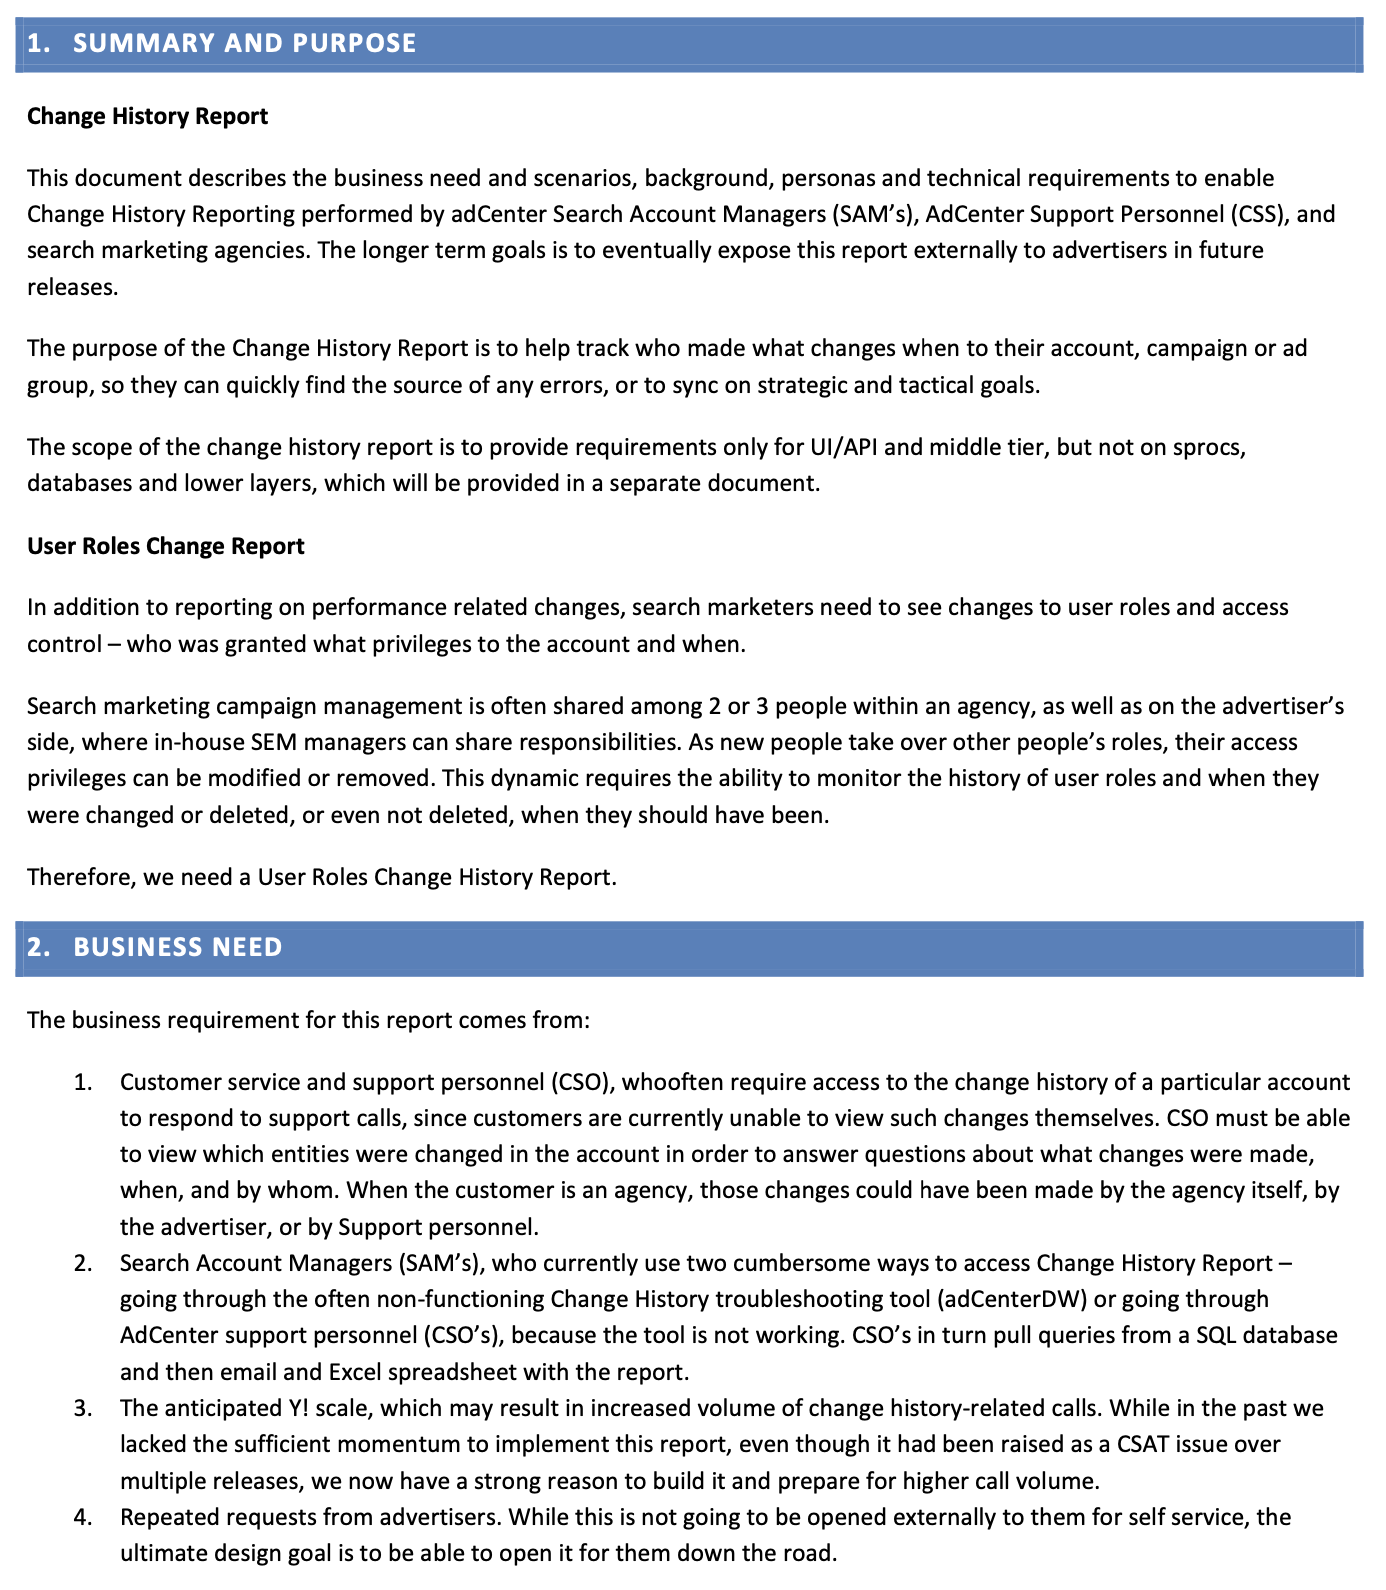 1. SUMMARY AND PURPOSE
Change History Report
This document describes the business need and scenarios, background, personas and technical requirements to enable
Change History Reporting performed by adCenter Search Account Managers (SAM’s), AdCenter Support Personnel (CSS), and
search marketing agencies. The longer term goals is to eventually expose this report externally to advertisers in future
releases.
The purpose of the Change History Report is to help track who made what changes when to their account, campaign or ad
group, so they can quickly find the source of any errors, or to sync on strategic and tactical goals.
The scope of the change history report is to provide requirements only for UI/API and middle tier, but not on sprocs,
databases and lower layers, which will be provided in a separate document.
User Roles Change Report
In addition to reporting on performance related changes, search marketers need to see changes to user roles and access
control – who was granted what privileges to the account and when.
Search marketing campaign management is often shared among 2 or 3 people within an agency, as well as on the advertiser’s
side, where in-house SEM managers can share responsibilities. As new people take over other people’s roles, their access
privileges can be modified or removed. This dynamic requires the ability to monitor the history of user roles and when they
were changed or deleted, or even not deleted, when they should have been.
Therefore, we need a User Roles Change History Report.
2. BUSINESS NEED
The business requirement for this report comes from:
1. Customer service and support personnel (CSO), whooften require access to the change history of a particular account
to respond to support calls, since customers are currently unable to view such changes themselves. CSO must be able
to view which entities were changed in the account in order to answer questions about what changes were made,
when, and by whom. When the customer is an agency, those changes could have been made by the agency itself, by
the advertiser, or by Support personnel.
2. Search Account Managers (SAM’s), who currently use two cumbersome ways to access Change History Report –
going through the often non-functioning Change History troubleshooting tool (adCenterDW) or going through
AdCenter support personnel (CSO’s), because the tool is not working. CSO’s in turn pull queries from a SQL database
and then email and Excel spreadsheet with the report.
3. The anticipated Y! scale, which may result in increased volume of change history-related calls. While in the past we
lacked the sufficient momentum to implement this report, even though it had been raised as a CSAT issue over
multiple releases, we now have a strong reason to build it and prepare for higher call volume.
4. Repeated requests from advertisers. While this is not going to be opened externally to them for self service, the
ultimate design goal is to be able to open it for them down the road.